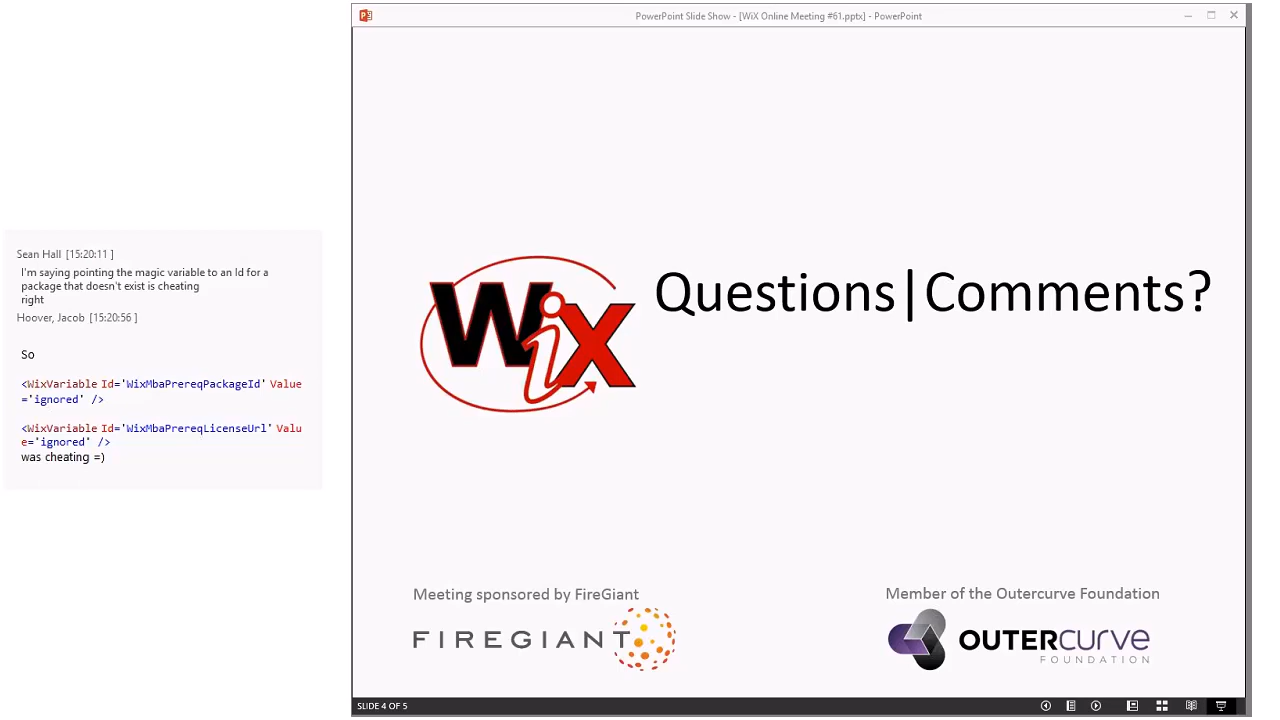 PowerPoint Slide Show - [WiX Online Meeting #61.pptx] - PowerPoint
Sean Hall [15:20:11 ]
I'm saying pointing the magic variable to an Id for a
package that doesn't exist is cheating
right
Hoover, Jacob [15:20:56 ]
So
<WixVariable Id='WixMbaPrereqPackageId' Value
='ignored' />
<WixVariable Id='WixMbaPrereqLicenseUrl' Valu
e='ignored' />
was cheating =)
WiX
Questions|Comments?
Meeting sponsored by FireGiant
FIREGIANT
Member of the Outercurve Foundation
OUTERCURVE
FOUNDATION
SLIDE 4 OF 5